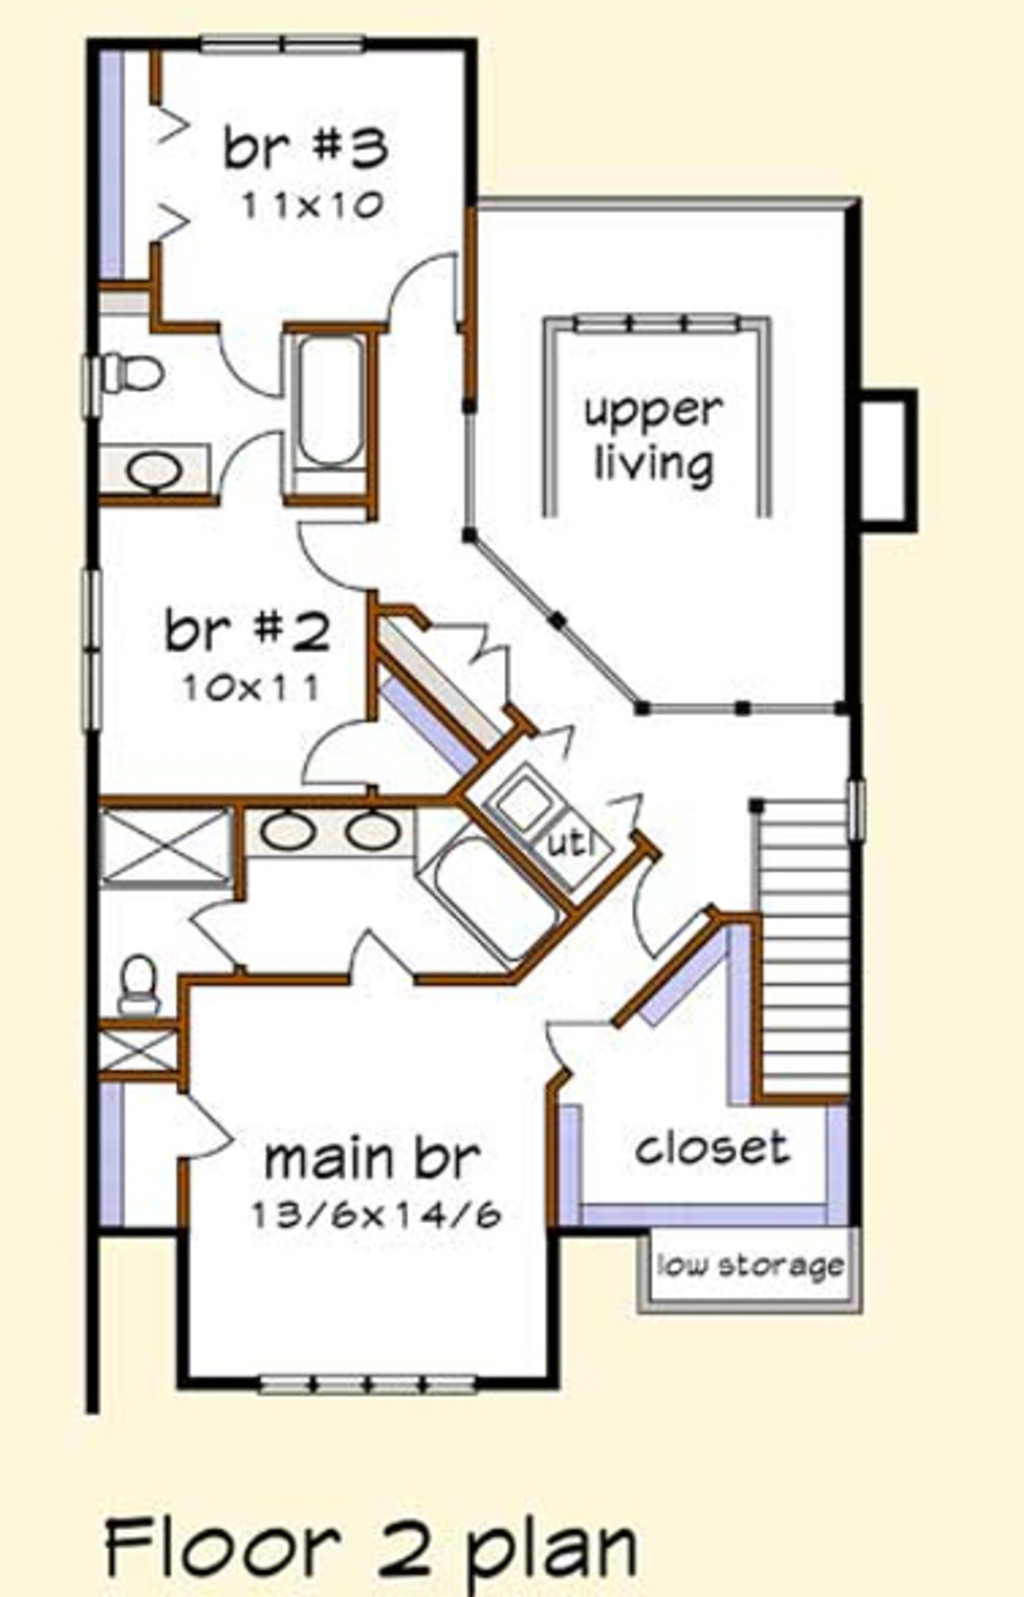 br #3
11x10
upper
living
br #2
10x11
utl
closet
main br
13/6x14/6
low storage
Floor 2 plan